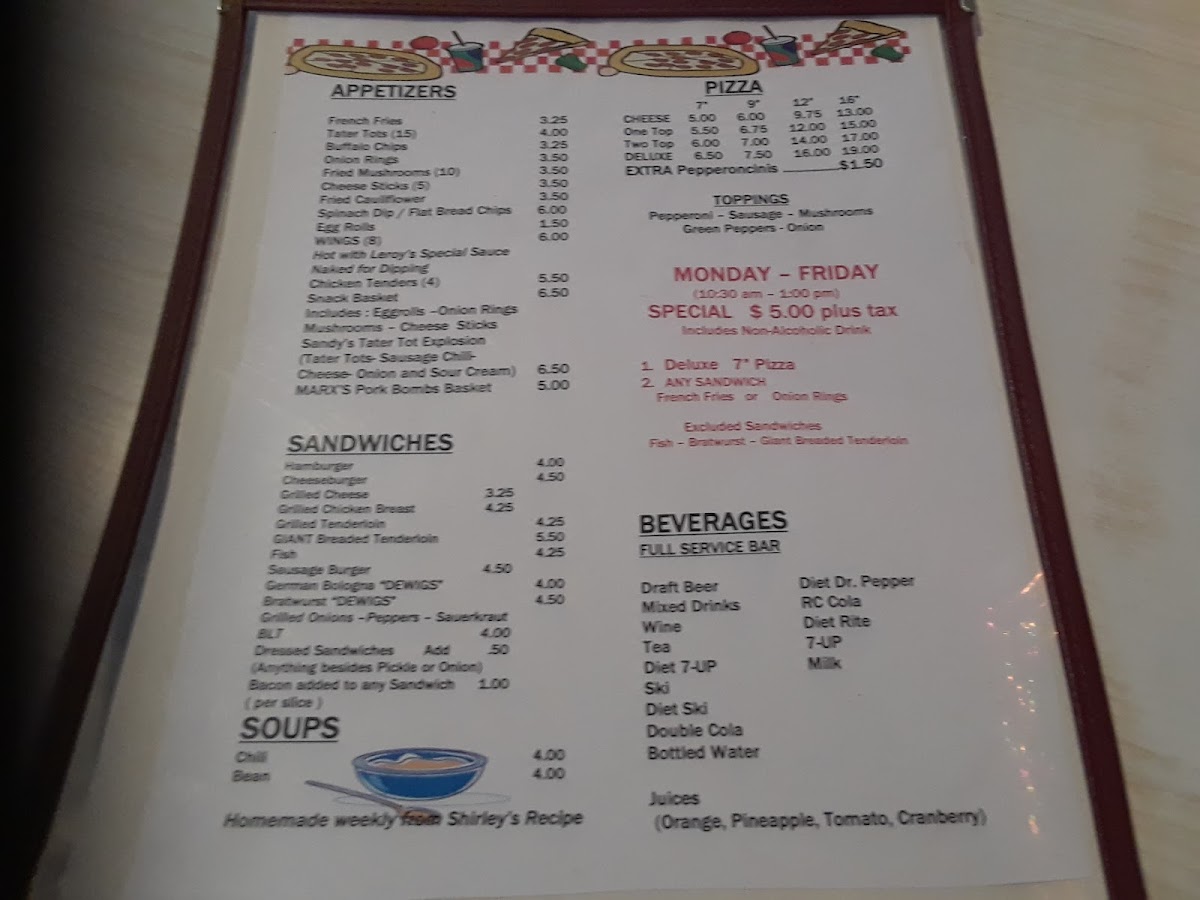 APPETIZERS
French Fries 3.25
Tater Tots (15) 4.00
Buffalo Chips 3.25
Onion Rings 3.50
Fried Mushrooms (10) 3.50
Cheese Sticks (5) 3.50
Fried Cauliflower 3.50
Spinach Dip / Flat Bread Chips 6.00
Egg Rolls 1.50
WINGS (8) 6.00
Hot with Leroy's Special Sauce
Naked for Dipping
Chicken Tenders (4) 5.50
Snack Basket 6.50
Includes : Eggrolls –Onion Rings
Mushrooms – Cheese Sticks
Sandy's Tater Tot Explosion
(Tater Tots- Sausage Chili-
Cheese- Onion and Sour Cream) 6.50
MARX'S Pork Bombs Basket 5.00
SANDWICHES
Hamburger 4.00
Cheeseburger 4.50
Grilled Cheese 3.25
Grilled Chicken Breast 4.25
Grilled Tenderloin 4.25
GIANT Breaded Tenderloin 5.50
Fish 4.25
Sausage Burger 4.50
German Bologna "DEWIGS" 4.00
Bratwurst "DEWIGS" 4.50
Grilled Onions –Peppers – Sauerkraut
BLT 4.00
Dressed Sandwiches Add .50
(Anything besides Pickle or Onion)
Bacon added to any Sandwich 1.00
( per slice )
SOUPS
Chili 4.00
Bean 4.00
Homemade weekly from Shirley's Recipe
PIZZA
7" 9" 12" 16"
CHEESE 5.00 6.00 9.75 13.00
One Top 5.50 6.75 12.00 15.00
Two Top 6.00 7.00 14.00 17.00
DELUXE 6.50 7.50 16.00 19.00
EXTRA Pepperoncinis ............ $1.50
TOPPINGS
Pepperoni – Sausage – Mushrooms
Green Peppers - Onion
MONDAY – FRIDAY
(10:30 am – 1:00 pm)
SPECIAL $ 5.00 plus tax
Includes Non-Alcoholic Drink
1. Deluxe 7" Pizza
2. ANY SANDWICH
French Fries or Onion Rings
Excluded Sandwiches
Fish – Bratwurst – Giant Breaded Tenderloin
BEVERAGES
FULL SERVICE BAR
Draft Beer
Mixed Drinks
Wine
Tea
Diet 7-UP
Ski
Diet Ski
Double Cola
Bottled Water
Diet Dr. Pepper
RC Cola
Diet Rite
7-UP
Milk
Juices
(Orange, Pineapple, Tomato, Cranberry)